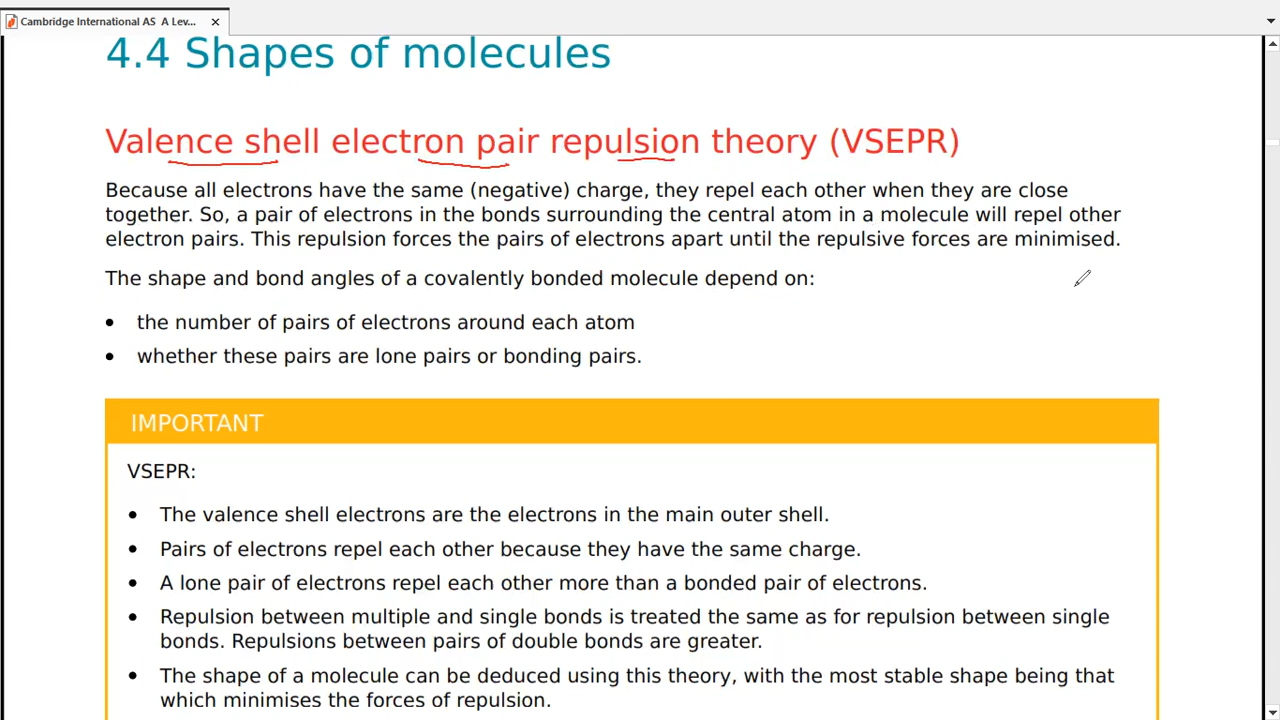 Cambridge International AS A Lev...
4.4 Shapes of molecules
Valence shell electron pair repulsion theory (VSEPR)
Because all electrons have the same (negative) charge, they repel each other when they are close
together. So, a pair of electrons in the bonds surrounding the central atom in a molecule will repel other
electron pairs. This repulsion forces the pairs of electrons apart until the repulsive forces are minimised.
The shape and bond angles of a covalently bonded molecule depend on:
• the number of pairs of electrons around each atom
• whether these pairs are lone pairs or bonding pairs.
IMPORTANT
VSEPR:
• The valence shell electrons are the electrons in the main outer shell.
• Pairs of electrons repel each other because they have the same charge.
• A lone pair of electrons repel each other more than a bonded pair of electrons.
• Repulsion between multiple and single bonds is treated the same as for repulsion between single
bonds. Repulsions between pairs of double bonds are greater.
• The shape of a molecule can be deduced using this theory, with the most stable shape being that
which minimises the forces of repulsion.